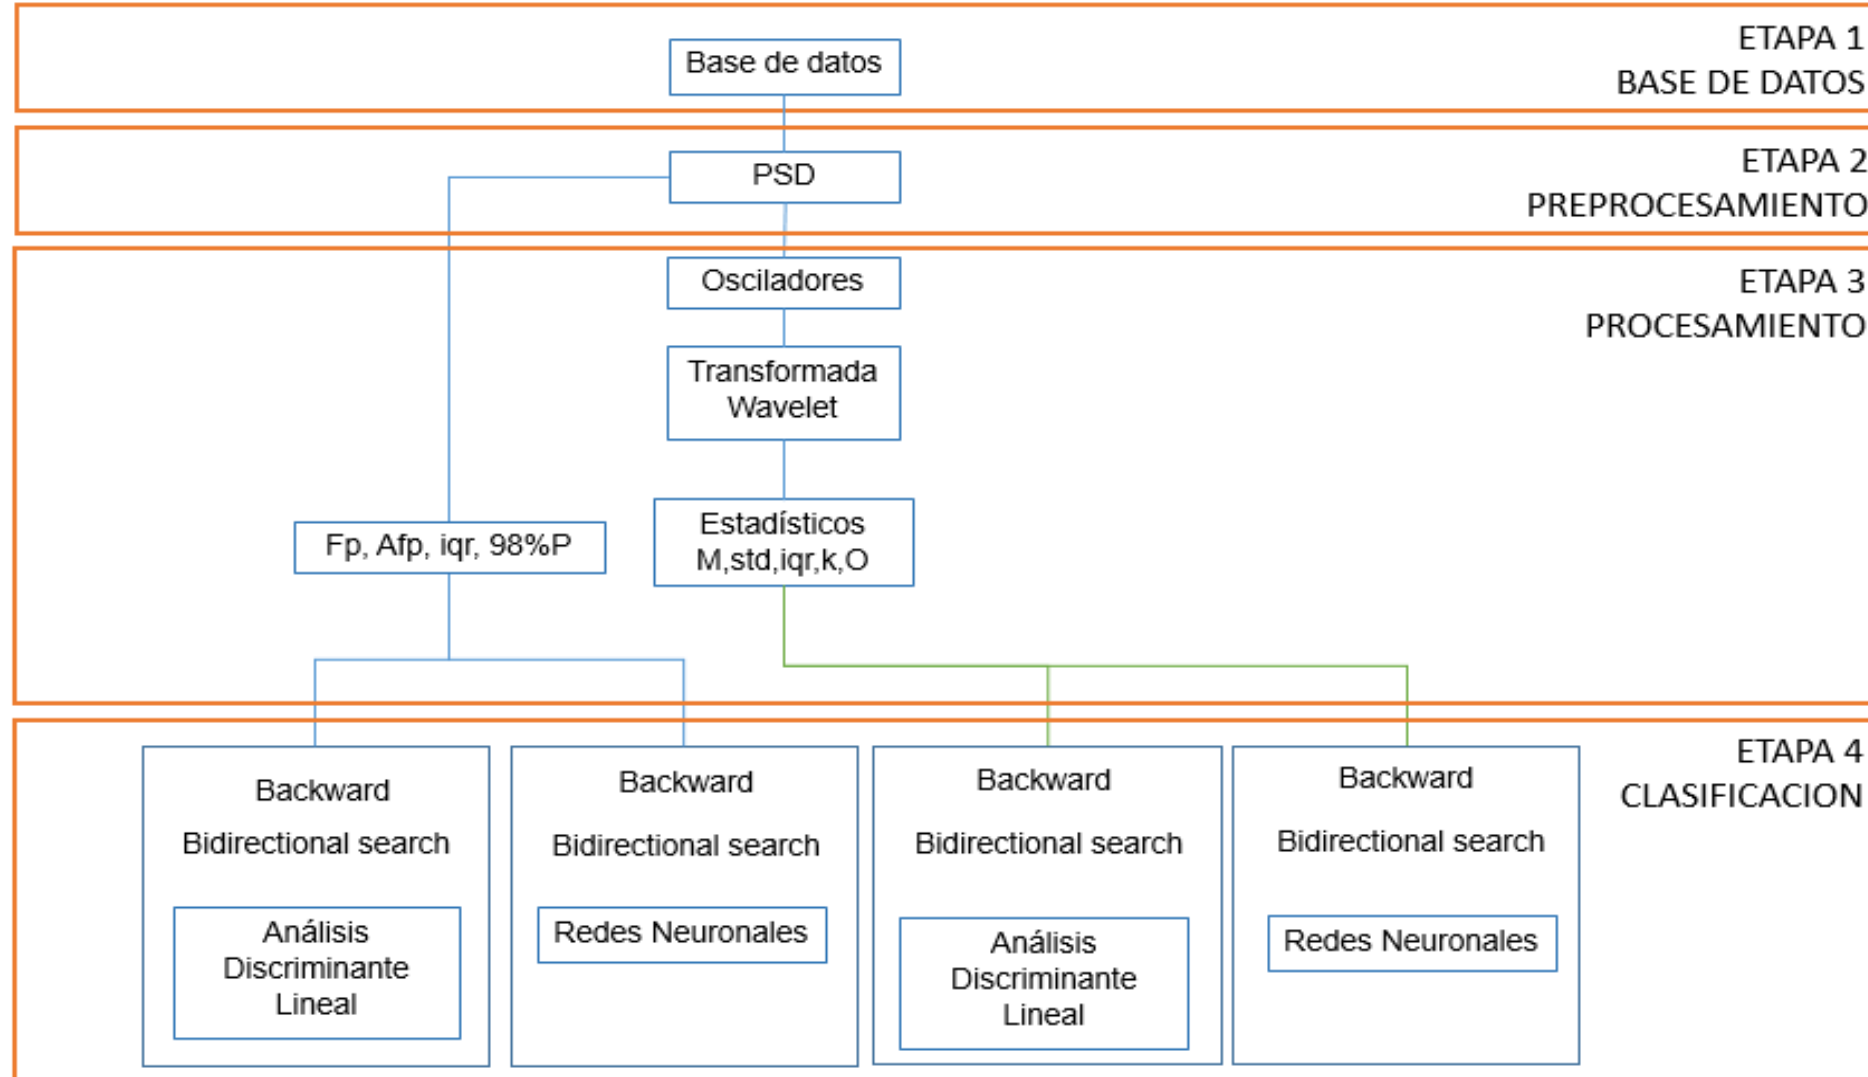 ETAPA 1
BASE DE DATOS
Base de datos
ETAPA 2
PREPROCESAMIENTO
PSD
ETAPA 3
PROCESAMIENTO
Osciladores
Transformada
Wavelet
Estadísticos
M,std,iqr,k,O
Fp, Afp, iqr, 98%P
ETAPA 4
CLASIFICACION
Backward
Bidirectional search
Análisis
Discriminante
Lineal
Backward
Bidirectional search
Redes Neuronales
Backward
Bidirectional search
Análisis
Discriminante
Lineal
Backward
Bidirectional search
Redes Neuronales